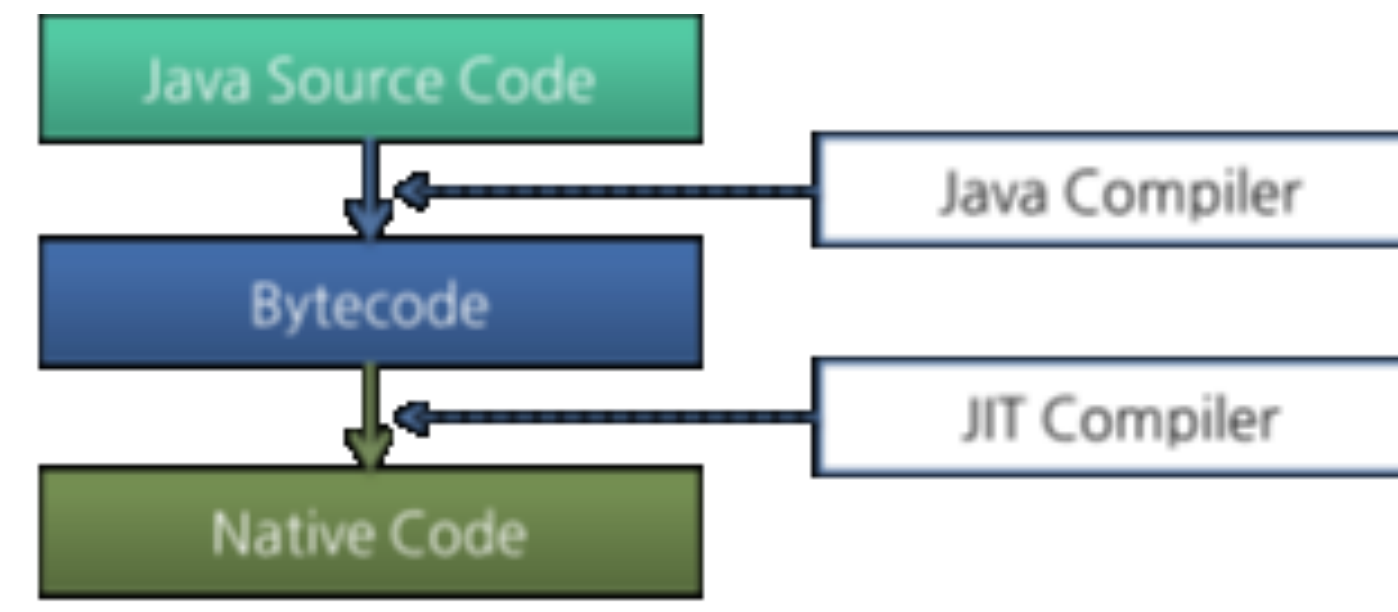 Java Source Code
Java Compiler
Bytecode
JIT Compiler
Native Code